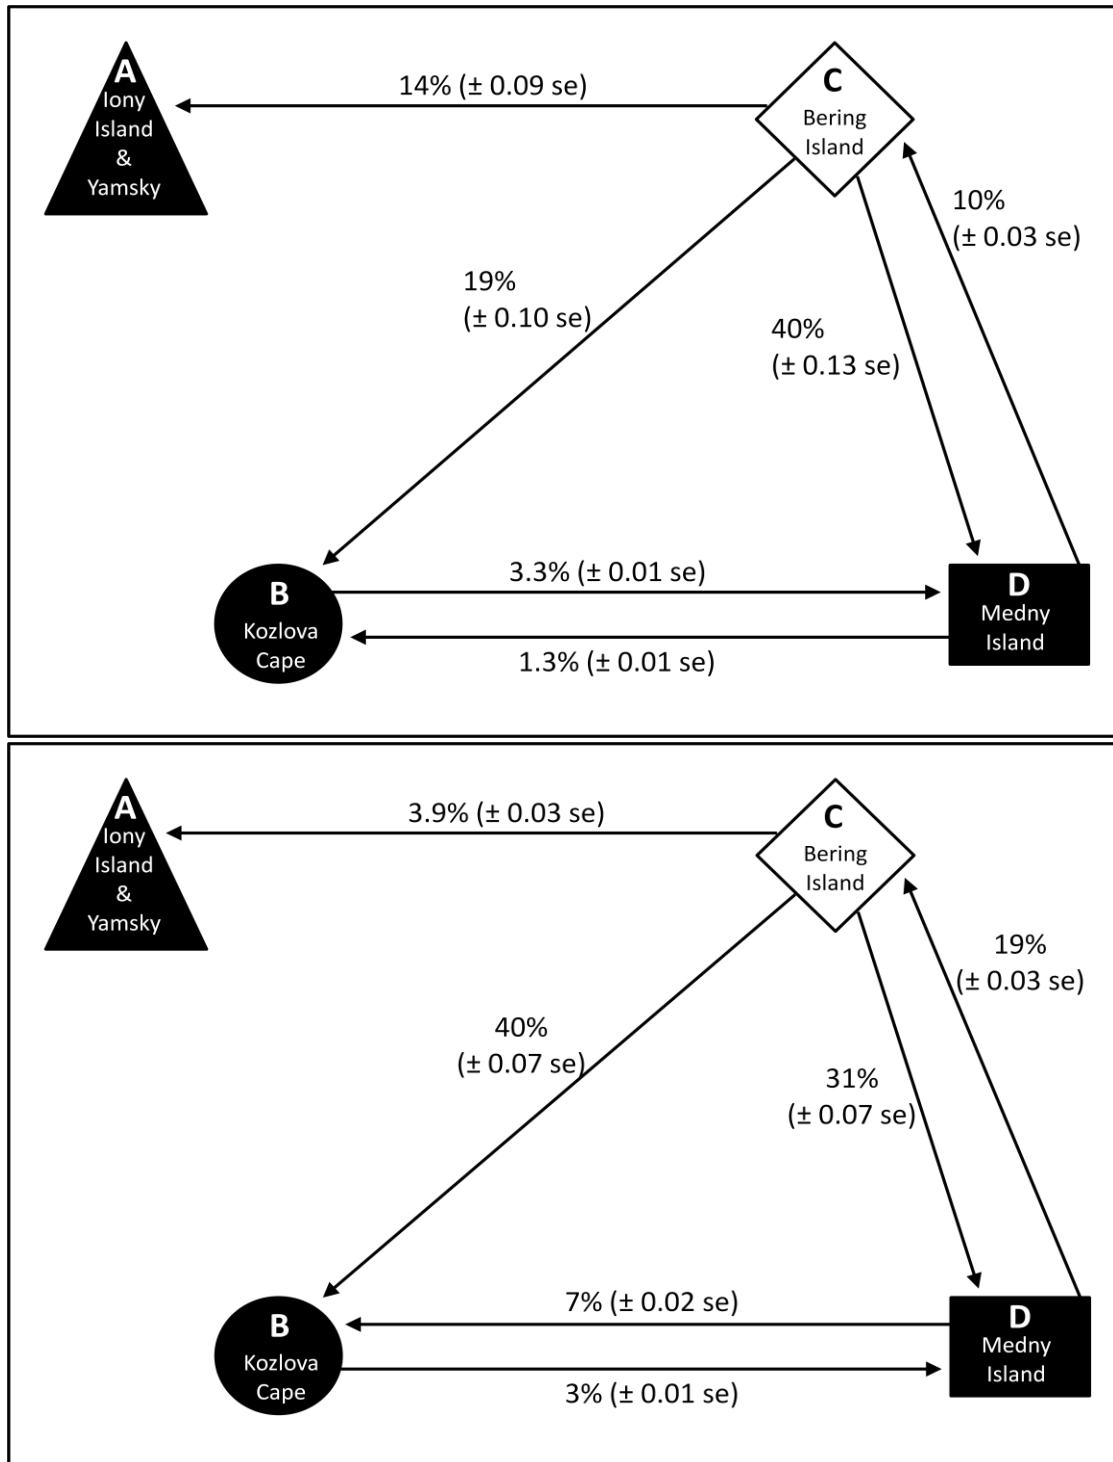 A
Iony
Island
&
Yamsky
14% (± 0.09 se)
C
Bering
Island
10%
(± 0.03 se)
19%
(± 0.10 se)
40%
(± 0.13 se)
B
Kozlova
Cape
3.3% (± 0.01 se)
1.3% (± 0.01 se)
D
Medny
Island
A
Iony
Island
&
Yamsky
3.9% (± 0.03 se)
C
Bering
Island
19%
(± 0.03 se)
40%
(± 0.07 se)
31%
(± 0.07 se)
B
Kozlova
Cape
7% (± 0.02 se)
3% (± 0.01 se)
D
Medny
Island